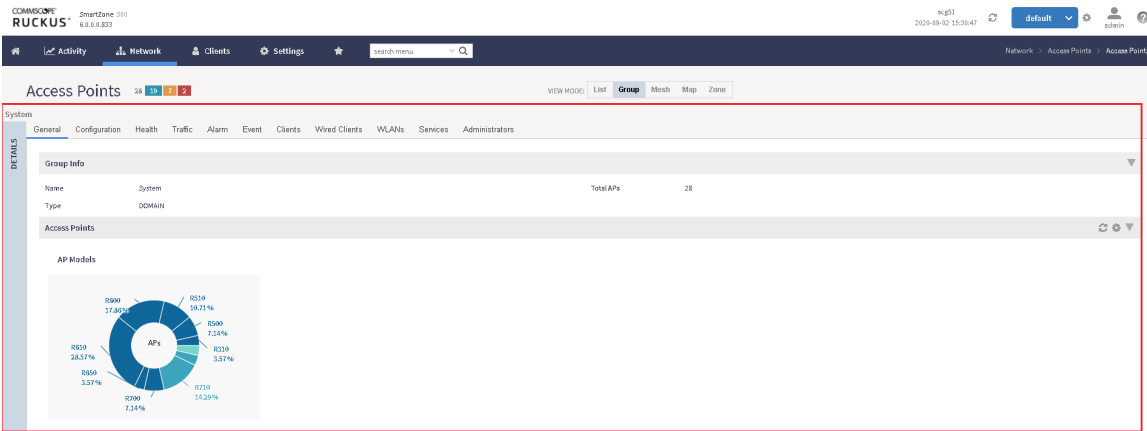 COMMSCOPE
RUCKUS
SmartZone 300
6.0.0.0.833
scg51
2020-09-02 15:38:47
default
admin
Activity
Network
Clients
Settings
search menu
Network > Access Points > Access Point
Access Points 28 19 7 2
VIEW MODE: List Group Mesh Map Zone
System
DETAILS
General Configuration Health Traffic Alarm Event Clients Wired Clients WLANs Services Administrators
Group Info
Name System Total APs 28
Type DOMAIN
Access Points
AP Models
R600
17.86%
R510
10.71%
R500
7.14%
R310
3.57%
APs
R610
28.57%
R650
3.57%
R700
7.14%
R710
14.29%